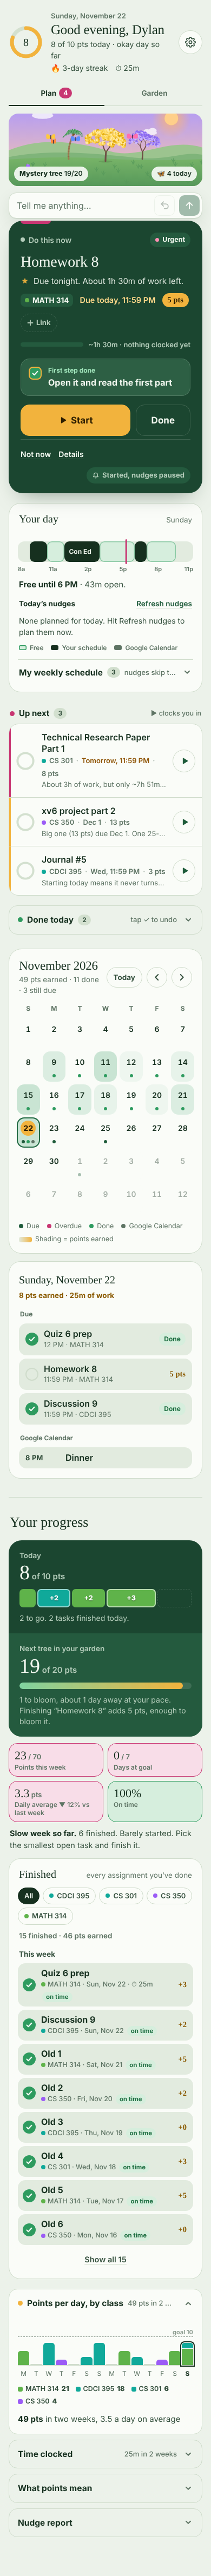 Sunday, November 22
8
Good evening, Dylan
8 of 10 pts today · okay day so
far
3-day streak 25m
Plan 4
Garden
Mystery tree 19/20
4 today
Tell me anything...
Do this now
Urgent
Homework 8
Due tonight. About 1h 30m of work left.
MATH 314
Due today, 11:59 PM
5 pts
+ Link
~1h 30m · nothing clocked yet
First step done
Open it and read the first part
Start
Done
Not now
Details
Started, nudges paused
Your day
Sunday
Con Ed
8a
11a
2p
5p
8p
11p
Free until 6 PM · 43m open.
Today's nudges
Refresh nudges
None planned for today. Hit Refresh nudges to
plan them now.
Free
Your schedule
Google Calendar
My weekly schedule 3 nudges skip t...
Up next 3
▶ clocks you in
Technical Research Paper
Part 1
CS 301 · Tomorrow, 11:59 PM ·
8 pts
About 3h of work, but only ~7h 51m...
xv6 project part 2
CS 350 · Dec 1 · 13 pts
Big one (13 pts) due Dec 1. One 25-...
Journal #5
CDCI 395 · Wed, 11:59 PM · 3 pts
Starting today means it never turns...
Done today 2
tap ✓ to undo
November 2026
49 pts earned · 11 done
· 3 still due
Today
S M T W T F S
1 2 3 4 5 6 7
8 9 10 11 12 13 14
15 16 17 18 19 20 21
22 23 24 25 26 27 28
29 30 1 2 3 4 5
6 7 8 9 10 11 12
Due
Overdue
Done
Google Calendar
Shading = points earned
Sunday, November 22
8 pts earned · 25m of work
Due
Quiz 6 prep
12 PM · MATH 314
Done
Homework 8
11:59 PM · MATH 314
5 pts
Discussion 9
11:59 PM · CDCI 395
Done
Google Calendar
8 PM
Dinner
Your progress
Today
8 of 10 pts
+2
+2
+3
2 to go. 2 tasks finished today.
Next tree in your garden
19 of 20 pts
1 to bloom, about 1 day away at your pace.
Finishing “Homework 8” adds 5 pts, enough to
bloom it.
23 / 70
Points this week
0 / 7
Days at goal
3.3 pts
Daily average ▼ 12% vs
last week
100%
On time
Slow week so far. 6 finished. Barely started. Pick
the smallest open task and finish it.
Finished
every assignment you've done
All
CDCI 395
CS 301
CS 350
MATH 314
15 finished · 46 pts earned
This week
Quiz 6 prep
MATH 314 · Sun, Nov 22 · 25m
on time
+3
Discussion 9
CDCI 395 · Sun, Nov 22 on time
+2
Old 1
MATH 314 · Sat, Nov 21 on time
+5
Old 2
CS 350 · Fri, Nov 20 on time
+2
Old 3
CDCI 395 · Thu, Nov 19 on time
+0
Old 4
CS 301 · Wed, Nov 18 on time
+3
Old 5
MATH 314 · Tue, Nov 17 on time
+5
Old 6
CS 350 · Mon, Nov 16 on time
+0
Show all 15
Points per day, by class 49 pts in 2 ...
goal 10
M T W T F S S M T W T F S S
MATH 314 21
CDCI 395 18
CS 301 6
CS 350 4
49 pts in two weeks, 3.5 a day on average
Time clocked
25m in 2 weeks
What points mean
Nudge report